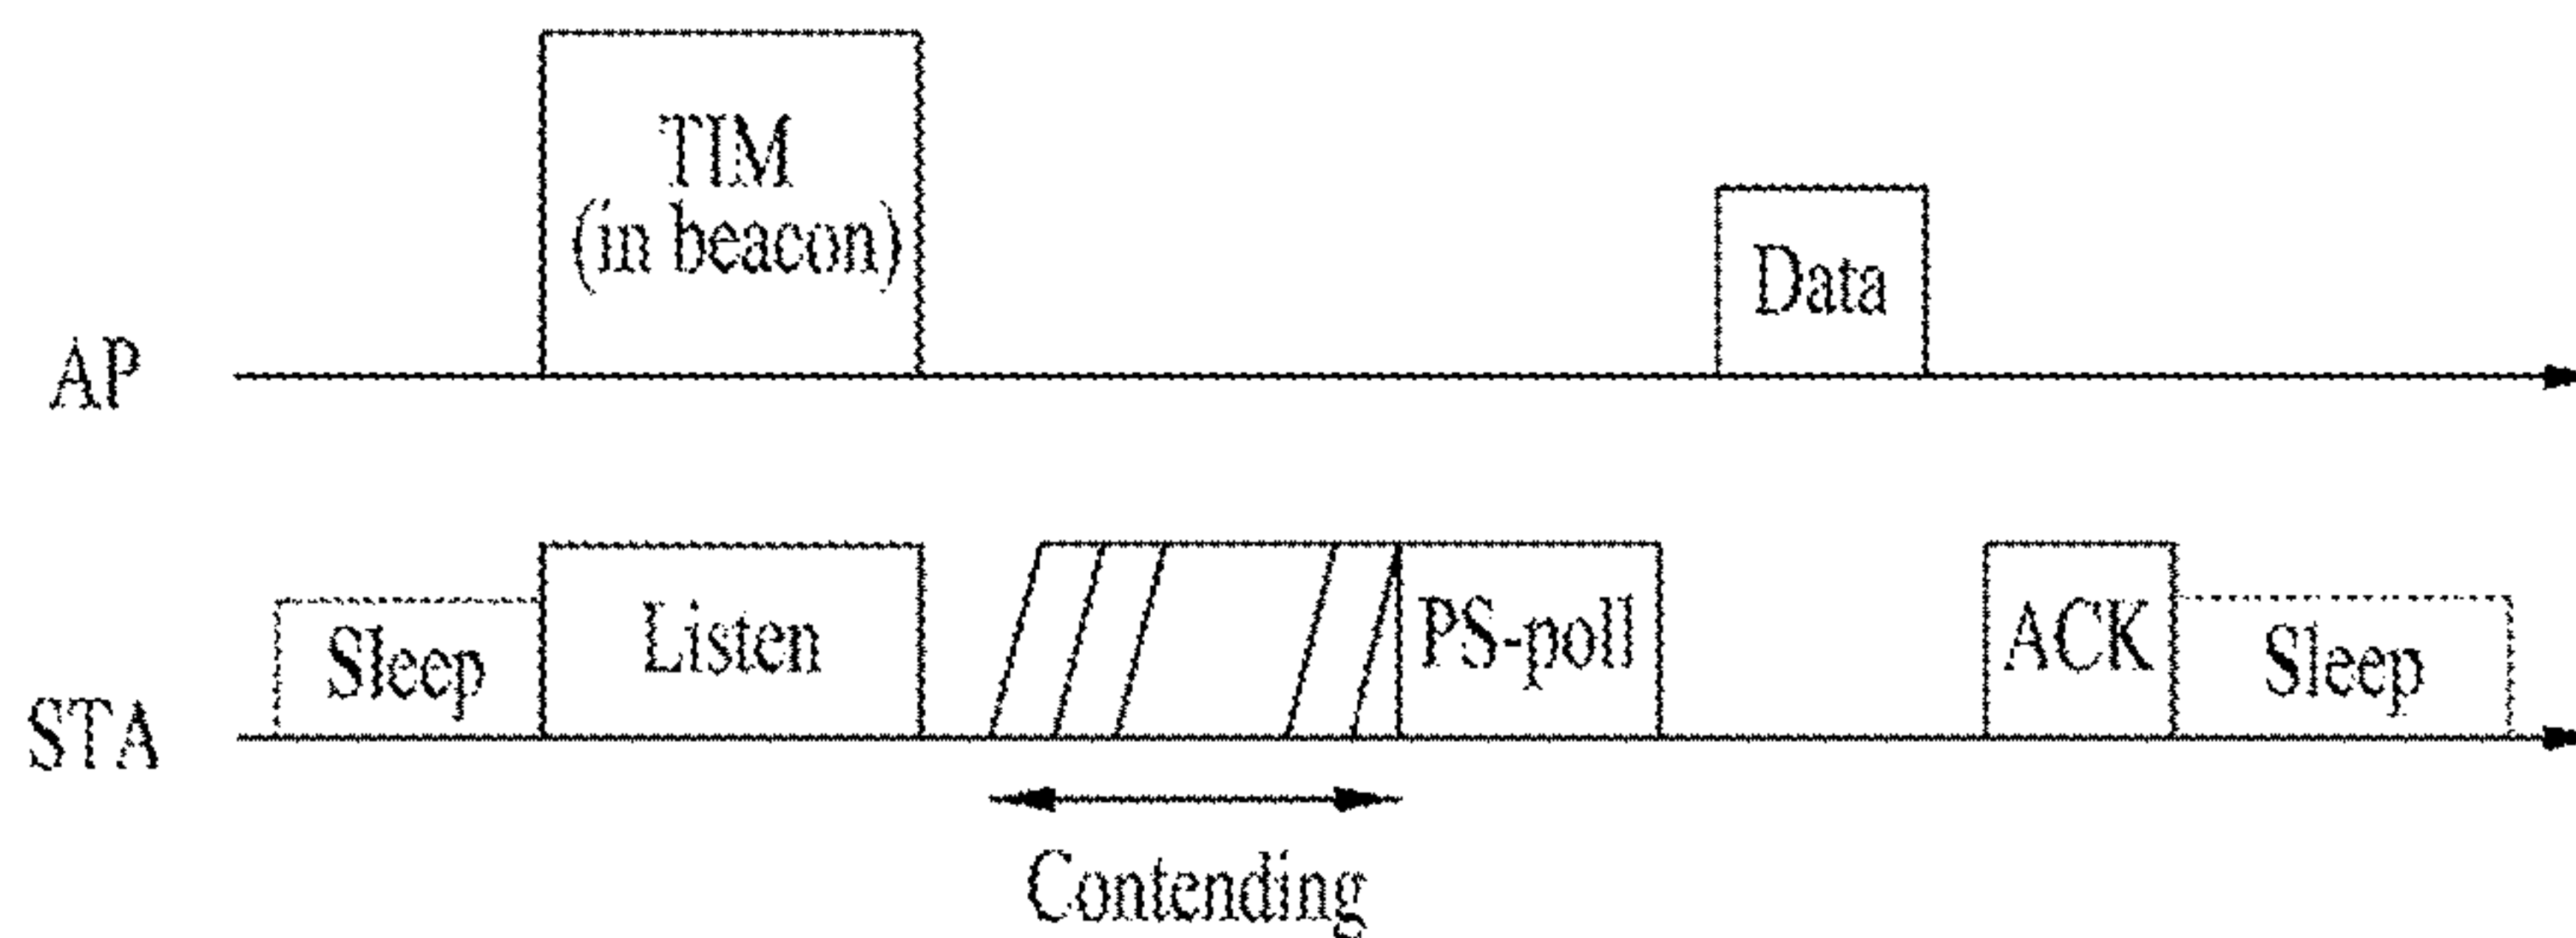 TIM
(in beacon)
Data
AP
Sleep
Listen
PS-poll
ACK
Sleep
STA
Contending